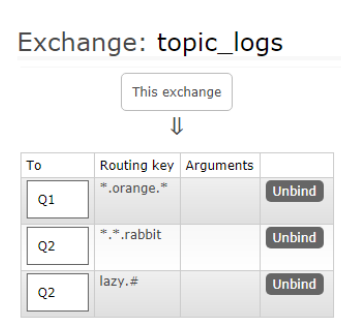 Exchange: topic_logs
This exchange
⇓
To Routing key Arguments
Q1 *.orange.* Unbind
Q2 *.*.rabbit Unbind
Q2 lazy.# Unbind